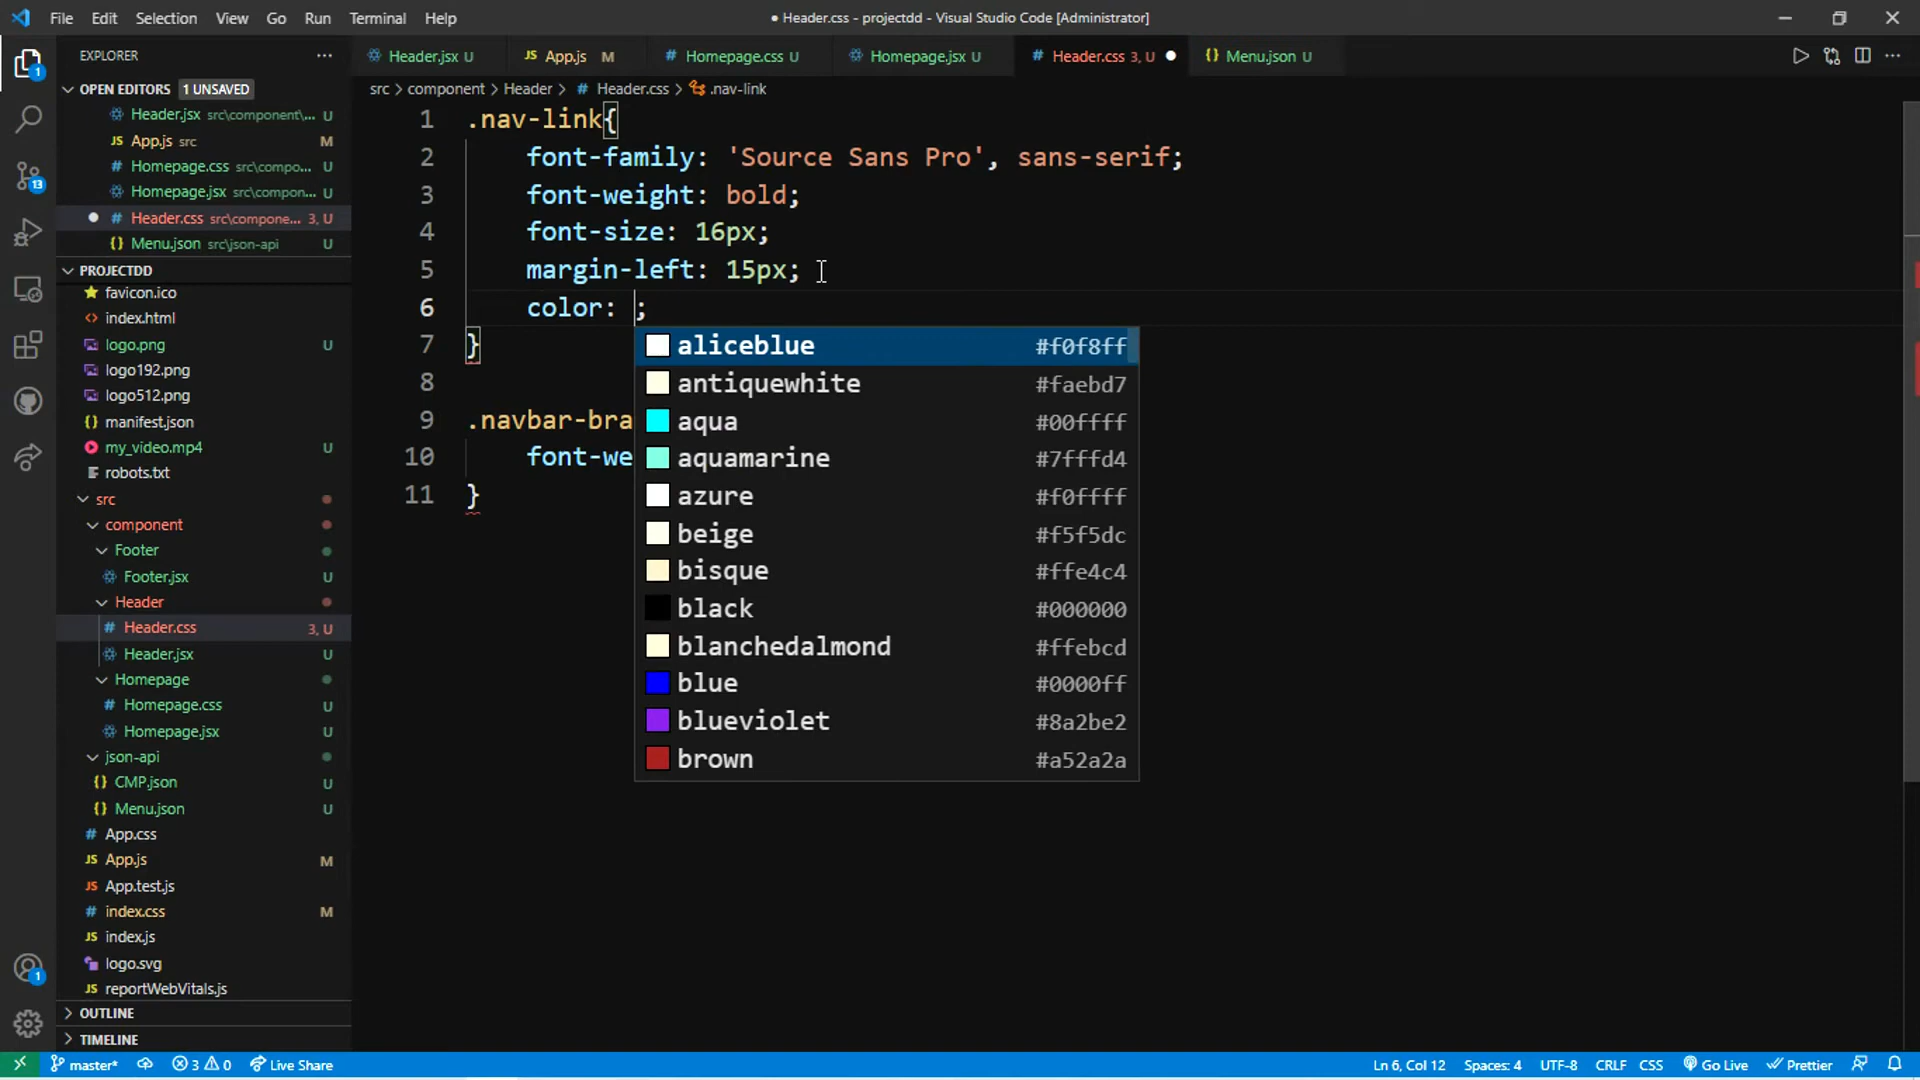 File Edit Selection View Go Run Terminal Help
● Header.css - projectdd - Visual Studio Code [Administrator]
EXPLORER
Header.jsx U
App.js M
Homepage.css U
Homepage.jsx U
Header.css 3, U
Menu.json U
OPEN EDITORS 1 UNSAVED
src > component > Header > # Header.css > .nav-link
Header.jsx src\component\... U
App.js src M
Homepage.css src\compo... U
Homepage.jsx src\compon... U
Header.css src\compone... 3, U
Menu.json src\json-api U
PROJECTDD
favicon.ico
index.html
logo.png U
logo192.png
logo512.png
manifest.json
my_video.mp4 U
robots.txt
src
component
Footer
Footer.jsx U
Header
Header.css 3, U
Header.jsx U
Homepage
Homepage.css U
Homepage.jsx U
json-api
CMP.json U
Menu.json U
App.css
App.js M
App.test.js
index.css M
index.js
logo.svg
reportWebVitals.js
OUTLINE
TIMELINE
1 .nav-link{
2 font-family: 'Source Sans Pro', sans-serif;
3 font-weight: bold;
4 font-size: 16px;
5 margin-left: 15px;
6 color: ;
7 }
8
9 .navbar-bra
10 font-we
11 }
aliceblue #f0f8ff
antiquewhite #faebd7
aqua #00ffff
aquamarine #7fffd4
azure #f0ffff
beige #f5f5dc
bisque #ffe4c4
black #000000
blanchedalmond #ffebcd
blue #0000ff
blueviolet #8a2be2
brown #a52a2a
1
13
1
master* 3 0 Live Share
Ln 6, Col 12 Spaces: 4 UTF-8 CRLF CSS Go Live Prettier